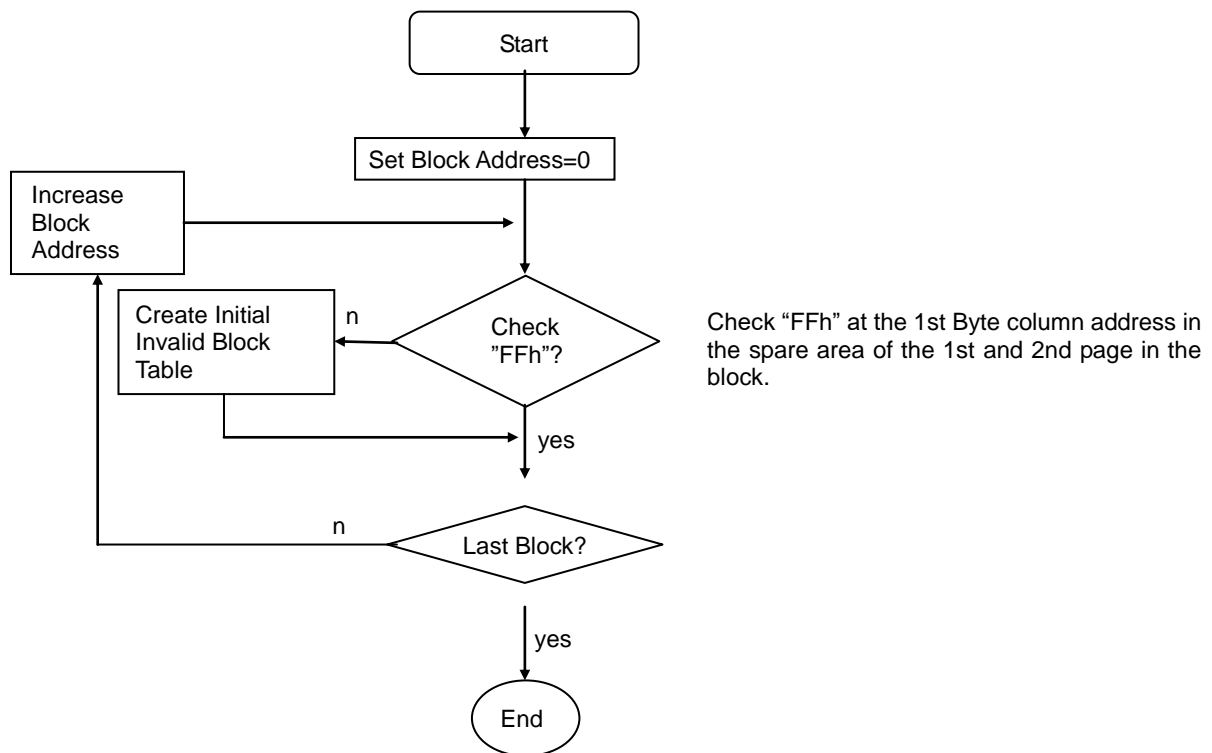 Start
Set Block Address=0
Increase
Block
Address
Create Initial
Invalid Block
Table
n
Check
”FFh”?
Check “FFh” at the 1st Byte column address in
the spare area of the 1st and 2nd page in the
block.
yes
n
Last Block?
yes
End